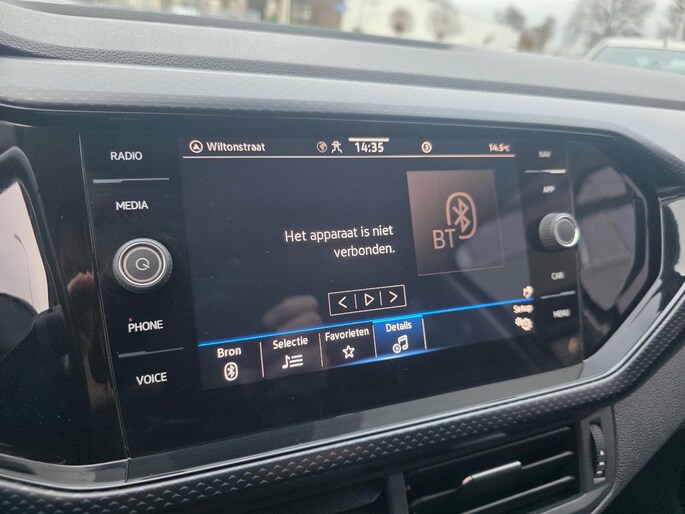 RADIO
MEDIA
PHONE
VOICE
Wiltonstraat
14:35
14.5°C
NAV
APP
CAR
MENU
Het apparaat is niet
verbonden.
BT
Setup
Bron
Selectie
Favorieten
Details